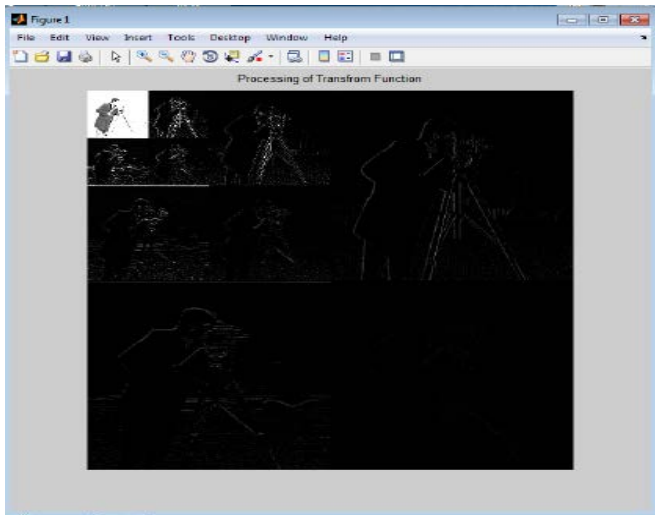 Figure 1
File Edit View Insert Tools Desktop Window Help
Processing of Transfrom Function